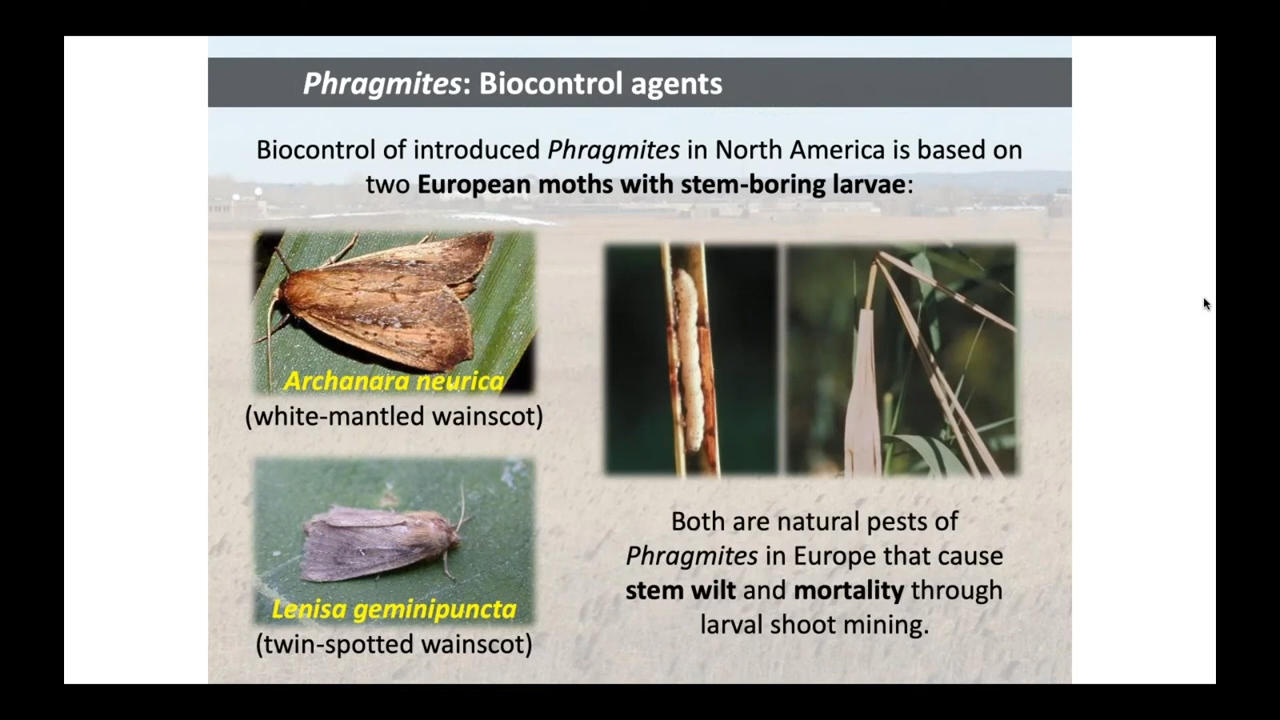 Phragmites: Biocontrol agents
Biocontrol of introduced Phragmites in North America is based on
two European moths with stem-boring larvae:
Archanara neurica
(white-mantled wainscot)
Lenisa geminipuncta
(twin-spotted wainscot)
Both are natural pests of
Phragmites in Europe that cause
stem wilt and mortality through
larval shoot mining.